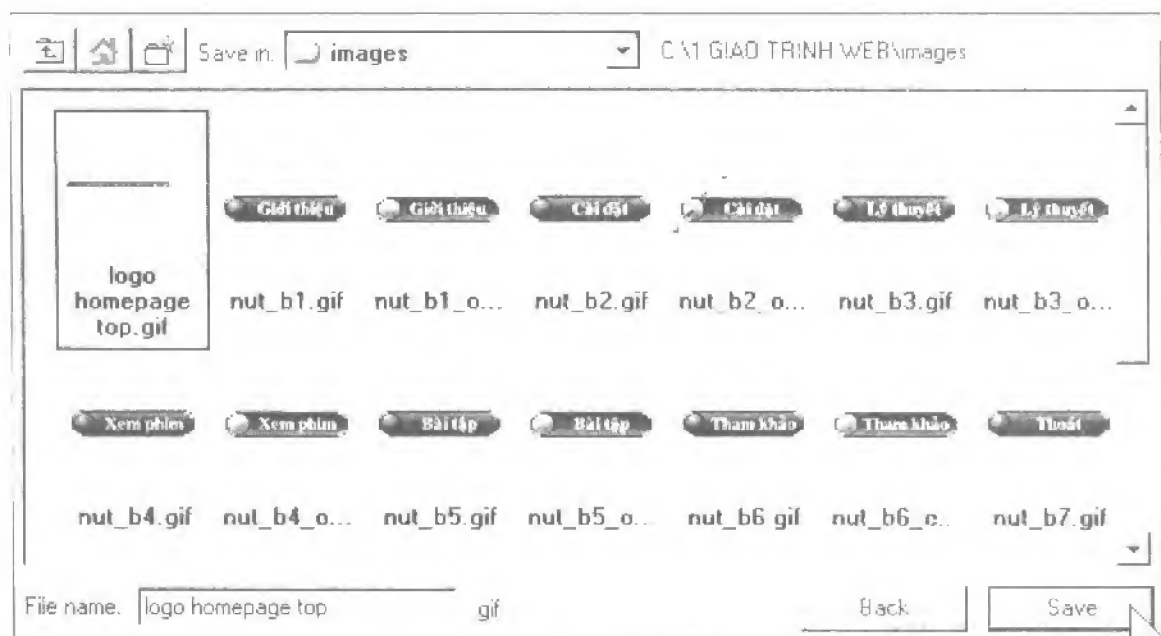 Save in: images C:\1 GIAO TRINH WEB\images
Giới thiệu Giới thiệu Cài đặt Cài đặt Lý thuyết Lý thuyết
logo
homepage
top.gif
nut_b1.gif nut_b1_o... nut_b2.gif nut_b2_o... nut_b3.gif nut_b3_o...
Xem phim Xem phim Bài tập Bài tập Tham khảo Tham khảo Thoát
nut_b4.gif nut_b4_o... nut_b5.gif nut_b5_o... nut_b6.gif nut_b6_o... nut_b7.gif
File name. logo homepage top gif Back Save